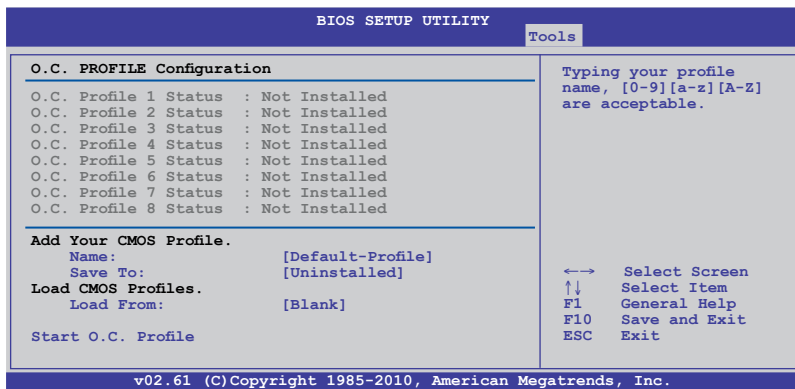 BIOS SETUP UTILITY
Tools
O.C. PROFILE Configuration
O.C. Profile 1 Status : Not Installed
O.C. Profile 2 Status : Not Installed
O.C. Profile 3 Status : Not Installed
O.C. Profile 4 Status : Not Installed
O.C. Profile 5 Status : Not Installed
O.C. Profile 6 Status : Not Installed
O.C. Profile 7 Status : Not Installed
O.C. Profile 8 Status : Not Installed
Add Your CMOS Profile.
Name: [Default-Profile]
Save To: [Uninstalled]
Load CMOS Profiles.
Load From: [Blank]
Start O.C. Profile
Typing your profile
name, [0-9][a-z][A-Z]
are acceptable.
←→ Select Screen
↑↓ Select Item
F1 General Help
F10 Save and Exit
ESC Exit
v02.61 (C)Copyright 1985-2010, American Megatrends, Inc.